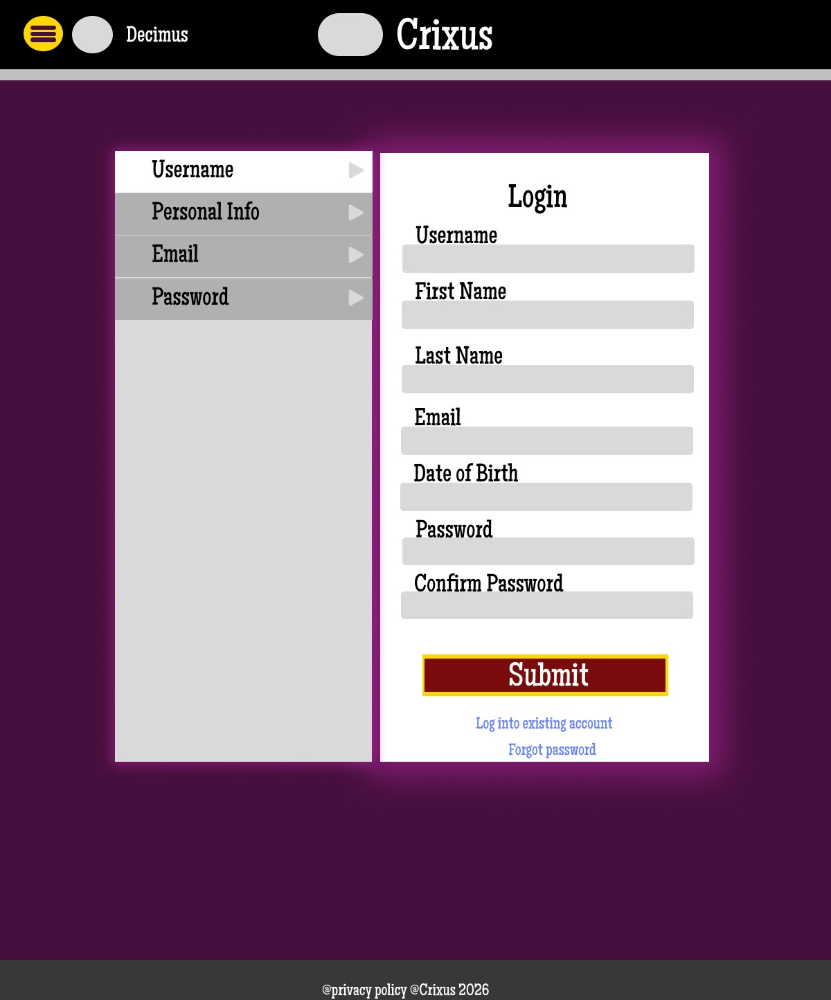 Decimus
Crixus
Username
Personal Info
Email
Password
Login
Username
First Name
Last Name
Email
Date of Birth
Password
Confirm Password
Submit
Log into existing account
Forgot password
@privacy policy @Crixus 2026